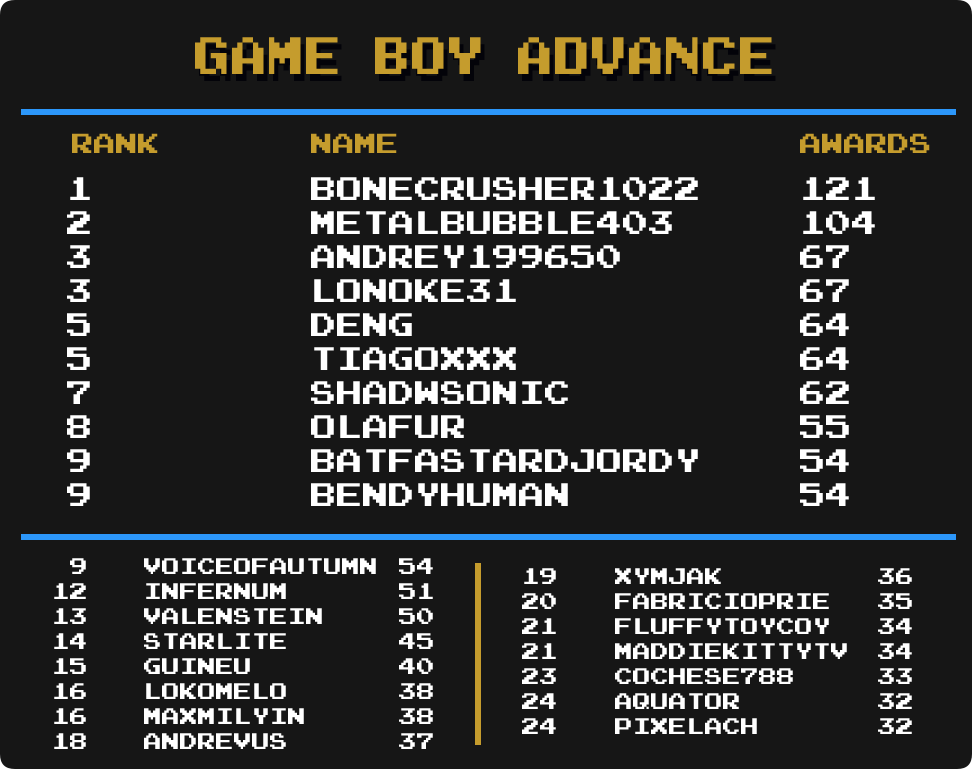 GAME BOY ADVANCE
RANK NAME AWARDS
1 BONECRUSHER1022 121
2 METALBUBBLE403 104
3 ANDREY199650 67
3 LONOKE31 67
5 DENG 64
5 TIAGOXXX 64
7 SHADWSONIC 62
8 OLAFUR 55
9 BATFASTARDJORDY 54
9 BENDYHUMAN 54
9 VOICEOFAUTUMN 54
12 INFERNUM 51
13 VALENSTEIN 50
14 STARLITE 45
15 GUINEU 40
16 LOKOMELO 38
16 MAXMILYIN 38
18 ANDREVUS 37
19 XYMJAK 36
20 FABRICIOPRIE 35
21 FLUFFYTOYCOY 34
21 MADDIEKITTYTV 34
23 COCHESE788 33
24 AQUATOR 32
24 PIXELACH 32